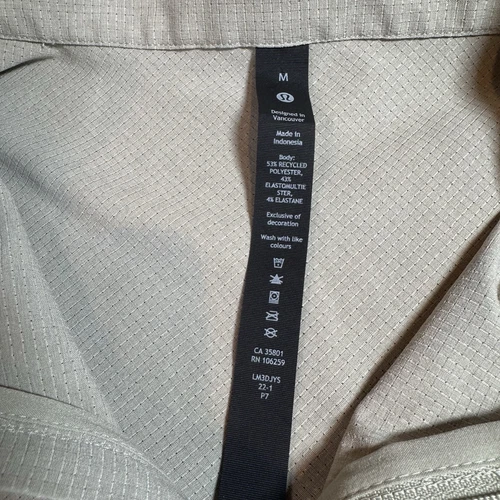 M
Designed in
Vancouver
Made in
Indonesia
Body:
53% RECYCLED
POLYESTER,
43%
ELASTOMULTIE
STER,
4% ELASTANE
Exclusive of
decoration
Wash with like
colours
CA 35801
RN 106259
LM3DJYS
22-1
P7